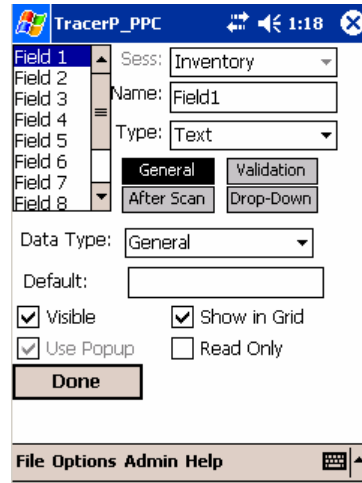 TracerP_PPC 1:18
Field 1
Field 2
Field 3
Field 4
Field 5
Field 6
Field 7
Field 8
Sess: Inventory
Name: Field1
Type: Text
General Validation
After Scan Drop-Down
Data Type: General
Default:
Visible Show in Grid
Use Popup Read Only
Done
File Options Admin Help